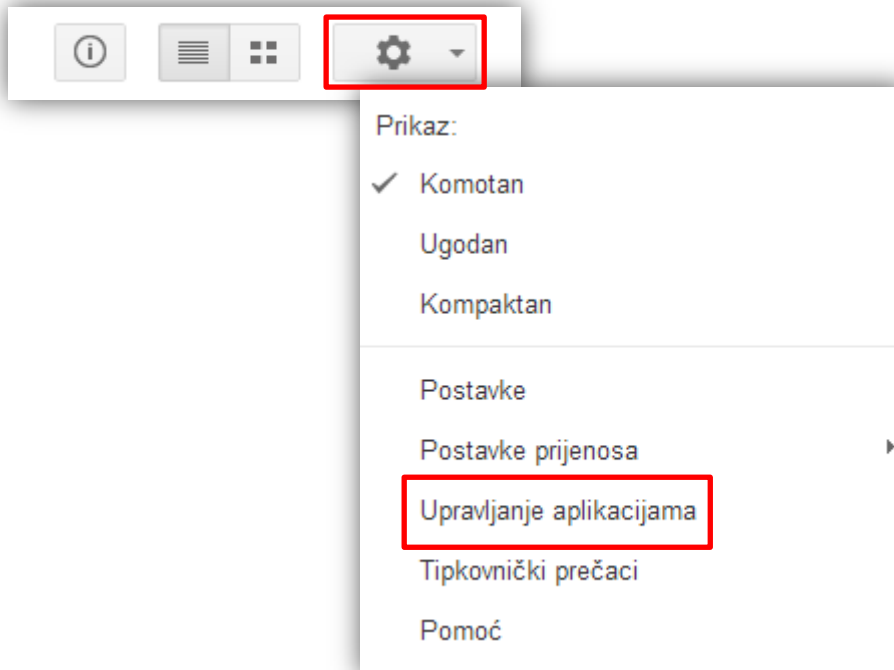 Prikaz:
Komotan
Ugodan
Kompaktan
Postavke
Postavke prijenosa
Upravljanje aplikacijama
Tipkovnički prečaci
Pomoć